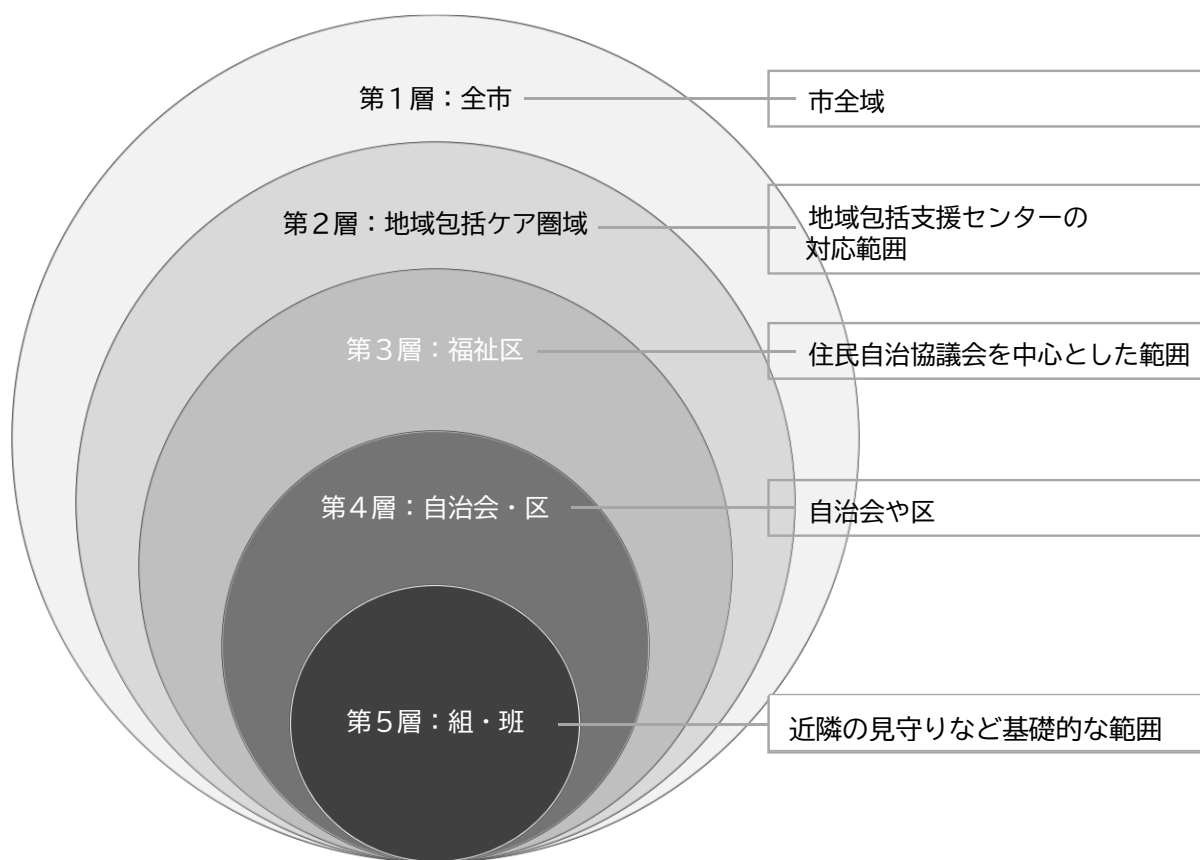 第１層：全市
市全域
第２層：地域包括ケア圏域
地域包括支援センターの
対応範囲
第３層：福祉区
住民自治協議会を中心とした範囲
第４層：自治会・区
自治会や区
第５層：組・班
近隣の見守りなど基礎的な範囲